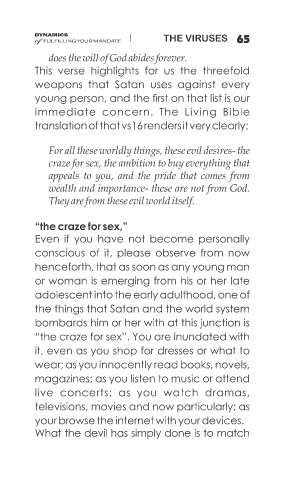 DYNAMICS
of FULFILLING YOUR MANDATE | THE VIRUSES 65
does the will of God abides forever.
This verse highlights for us the threefold
weapons that Satan uses against every
young person, and the first on that list is our
immediate concern. The Living Bible
translation of that vs16 renders it very clearly;
For all these worldly things, these evil desires- the
craze for sex, the ambition to buy everything that
appeals to you, and the pride that comes from
wealth and importance- these are not from God.
They are from these evil world itself.
“the craze for sex,”
Even if you have not become personally
conscious of it, please observe from now
henceforth, that as soon as any young man
or woman is emerging from his or her late
adolescent into the early adulthood, one of
the things that Satan and the world system
bombards him or her with at this junction is
“the craze for sex”. You are inundated with
it, even as you shop for dresses or what to
wear; as you innocently read books, novels,
magazines; as you listen to music or attend
live concerts; as you watch dramas,
televisions, movies and now particularly; as
your browse the internet with your devices.
What the devil has simply done is to match